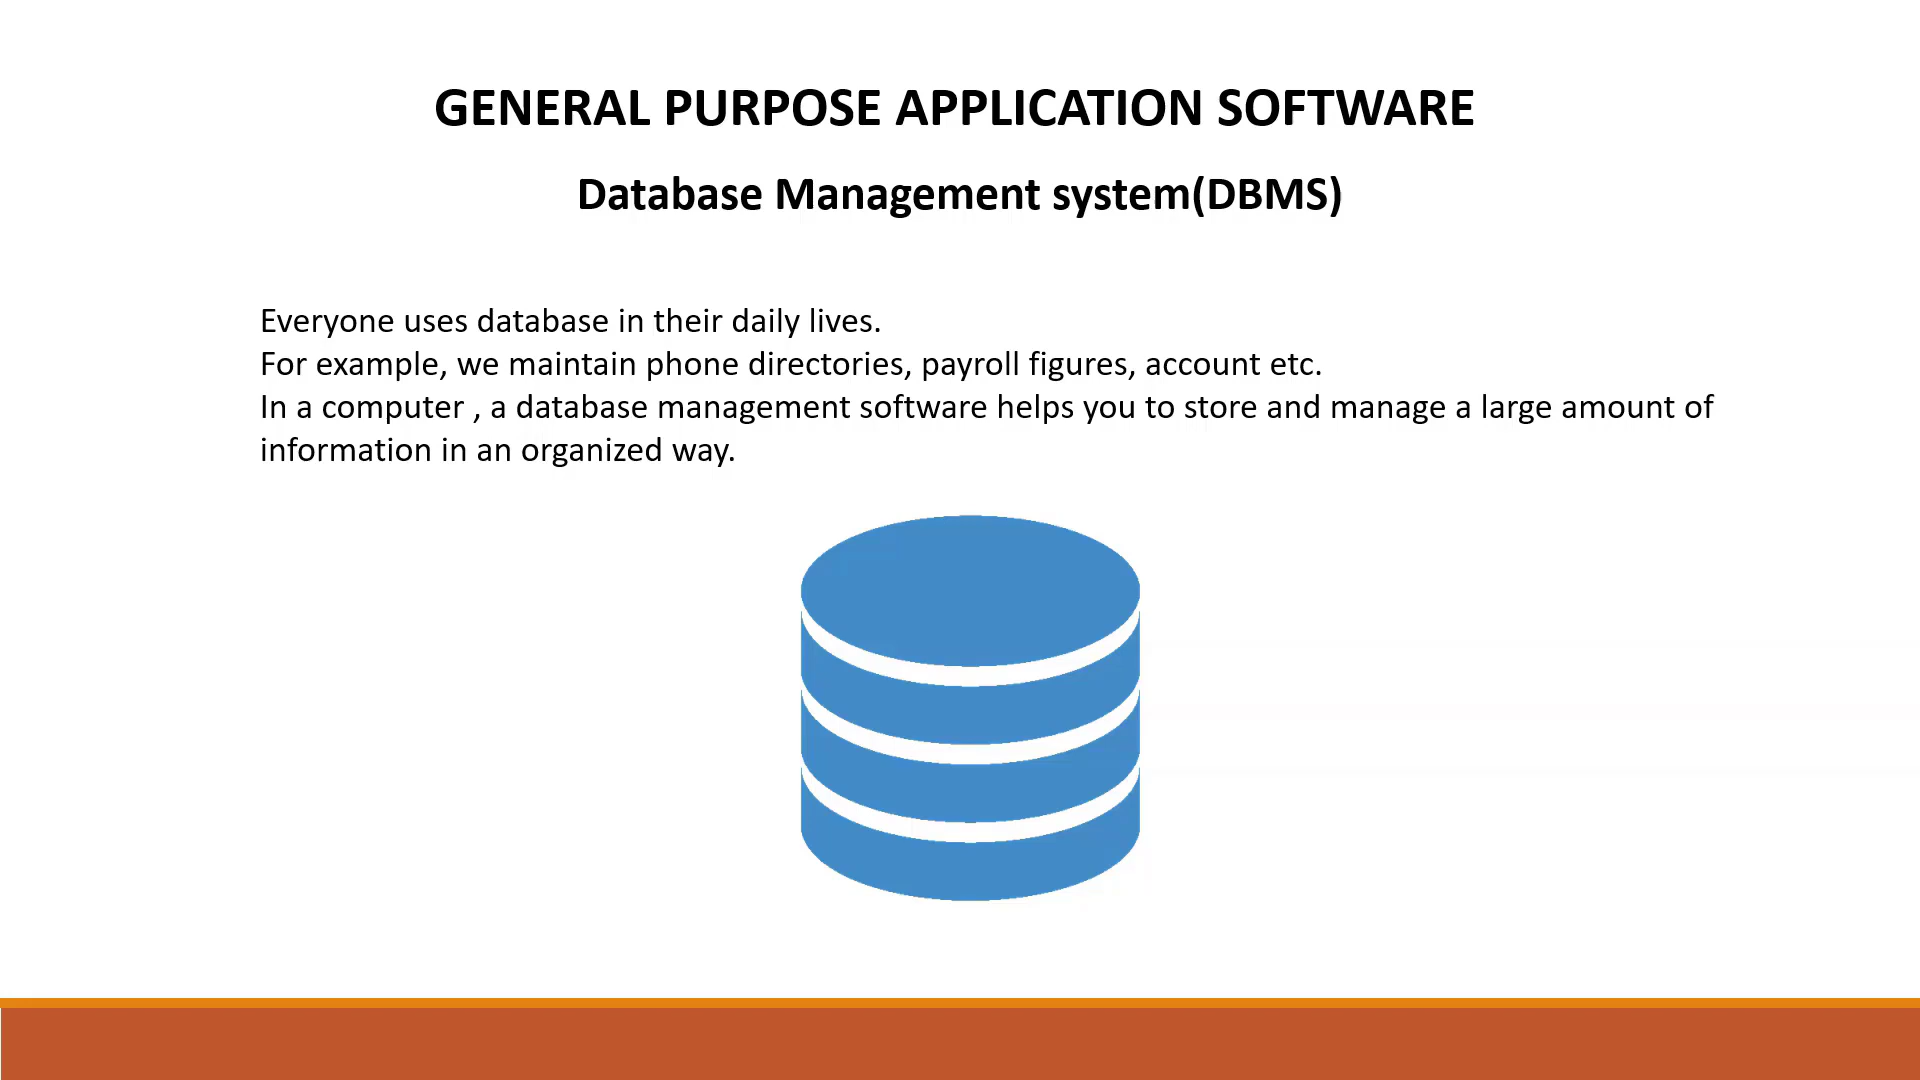 GENERAL PURPOSE APPLICATION SOFTWARE
Database Management system(DBMS)
Everyone uses database in their daily lives.
For example, we maintain phone directories, payroll figures, account etc.
In a computer , a database management software helps you to store and manage a large amount of
information in an organized way.